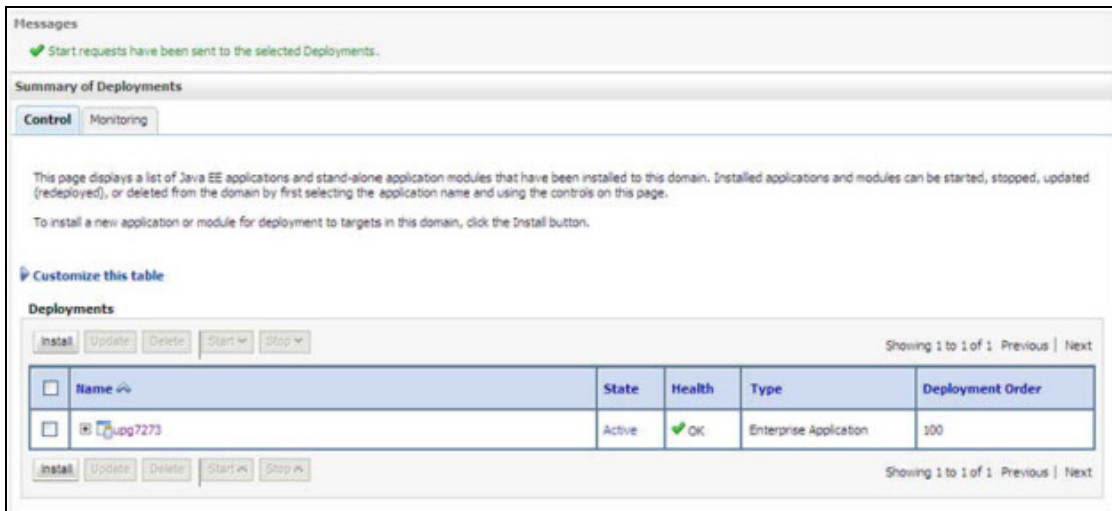 Messages
Start requests have been sent to the selected Deployments.
Summary of Deployments
Control Monitoring
This page displays a list of Java EE applications and stand-alone application modules that have been installed to this domain. Installed applications and modules can be started, stopped, updated
(redeployed), or deleted from the domain by first selecting the application name and using the controls on this page.
To install a new application or module for deployment to targets in this domain, click the Install button.
Customize this table
Deployments
Install Update Delete Start Stop Showing 1 to 1 of 1 Previous | Next
Name State Health Type Deployment Order
upg7273 Active OK Enterprise Application 100
Install Update Delete Start Stop Showing 1 to 1 of 1 Previous | Next